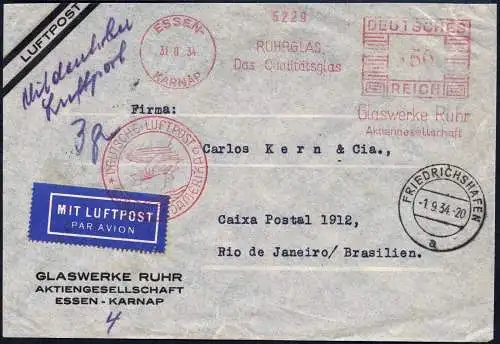 LUFTPOST
Mit deutscher
Luftpost
ESSEN-
31.8.34
KARNAP
5229
RUHRGLAS,
Das Qualitätsglas
DEUTSCHES
REICH
Glaswerke Ruhr
Aktiengesellschaft
Firma:
DEUTSCHE LUFTPOST
Carlos Kern & Cia.,
FRIEDRICHSHAFEN
-1.9.34.-20
a
MIT LUFTPOST
PAR AVION
Caixa Postal 1912,
Rio de Janeiro/ Brasilien.
GLASWERKE RUHR
AKTIENGESELLSCHAFT
ESSEN - KARNAP
4